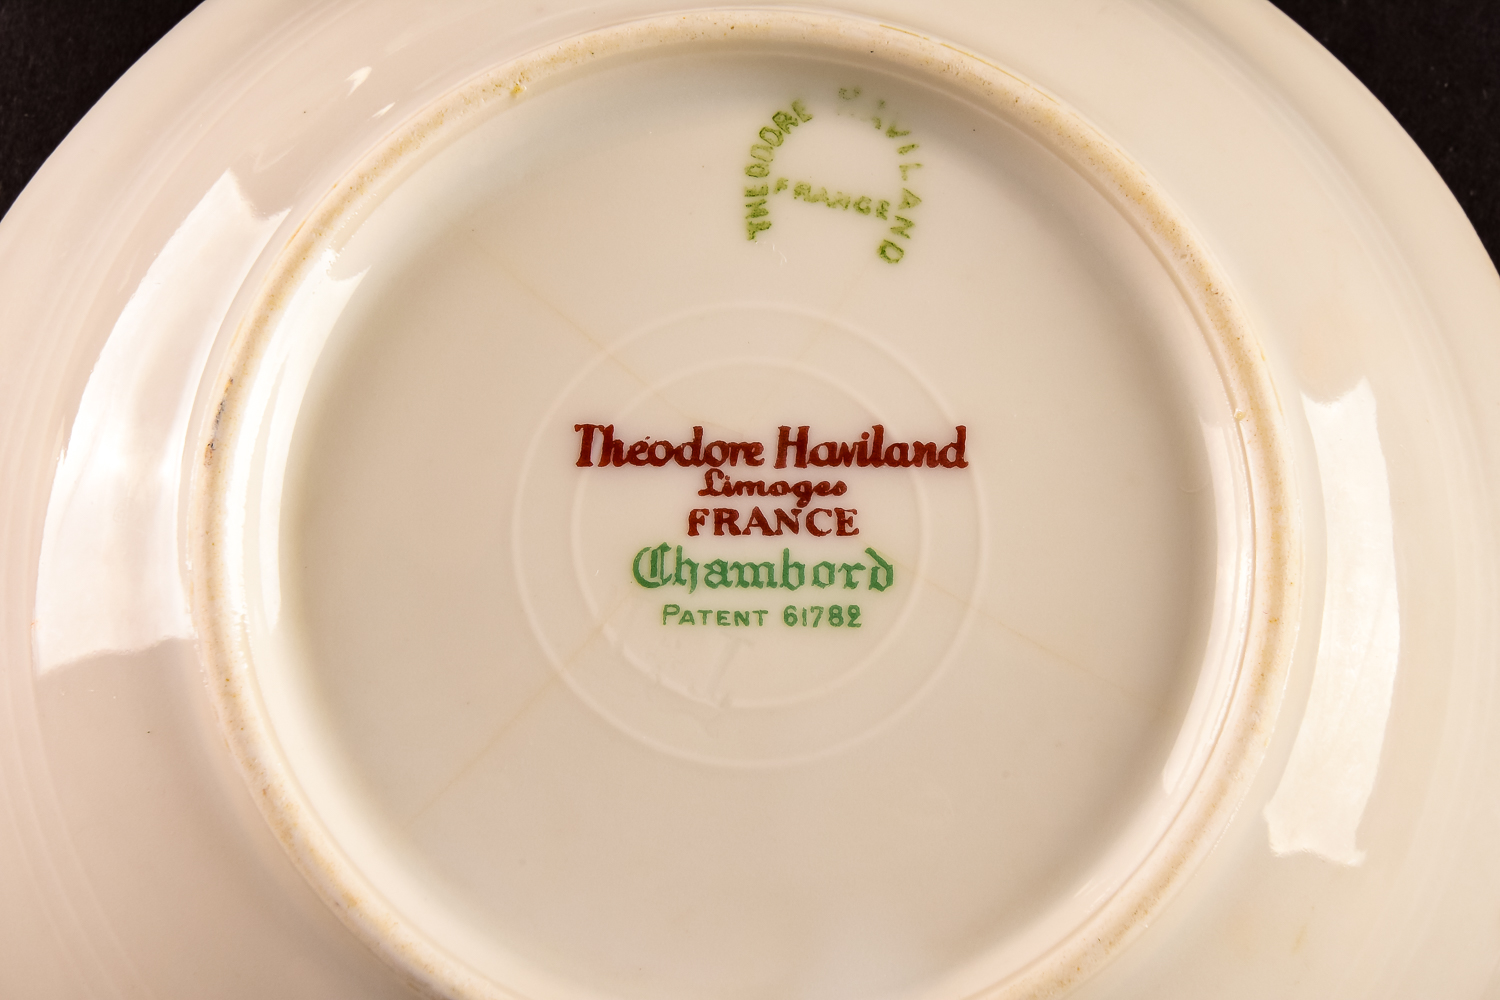 THEODORE HAVILAND
FRANCE
Théodore Haviland
Limoges
FRANCE
Chambord
PATENT 61782